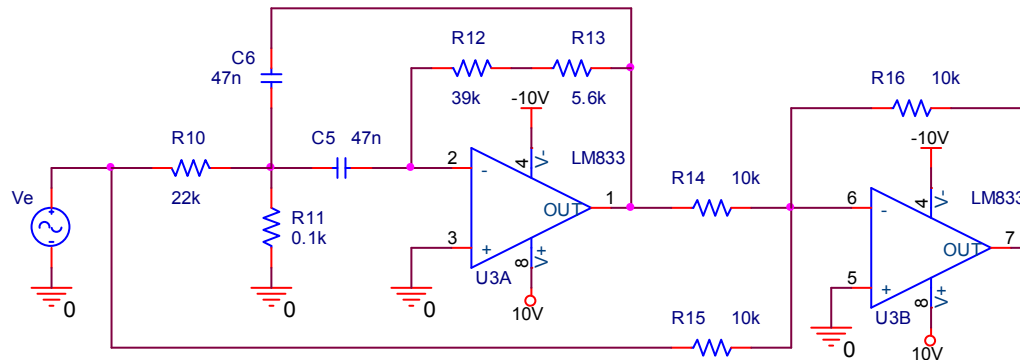 C6
47n
R12
39k
R13
5.6k
R16 10k
-10V
-10V
R10
22k
C5 47n
2
-
4
V-
LM833
Ve
R11
0.1k
OUT
1
R14 10k
6
-
4
V-
LM833
OUT
7
3
+
8
V+
U3A
5
+
8
V+
U3B
0
0
0
0
10V
R15 10k
10V